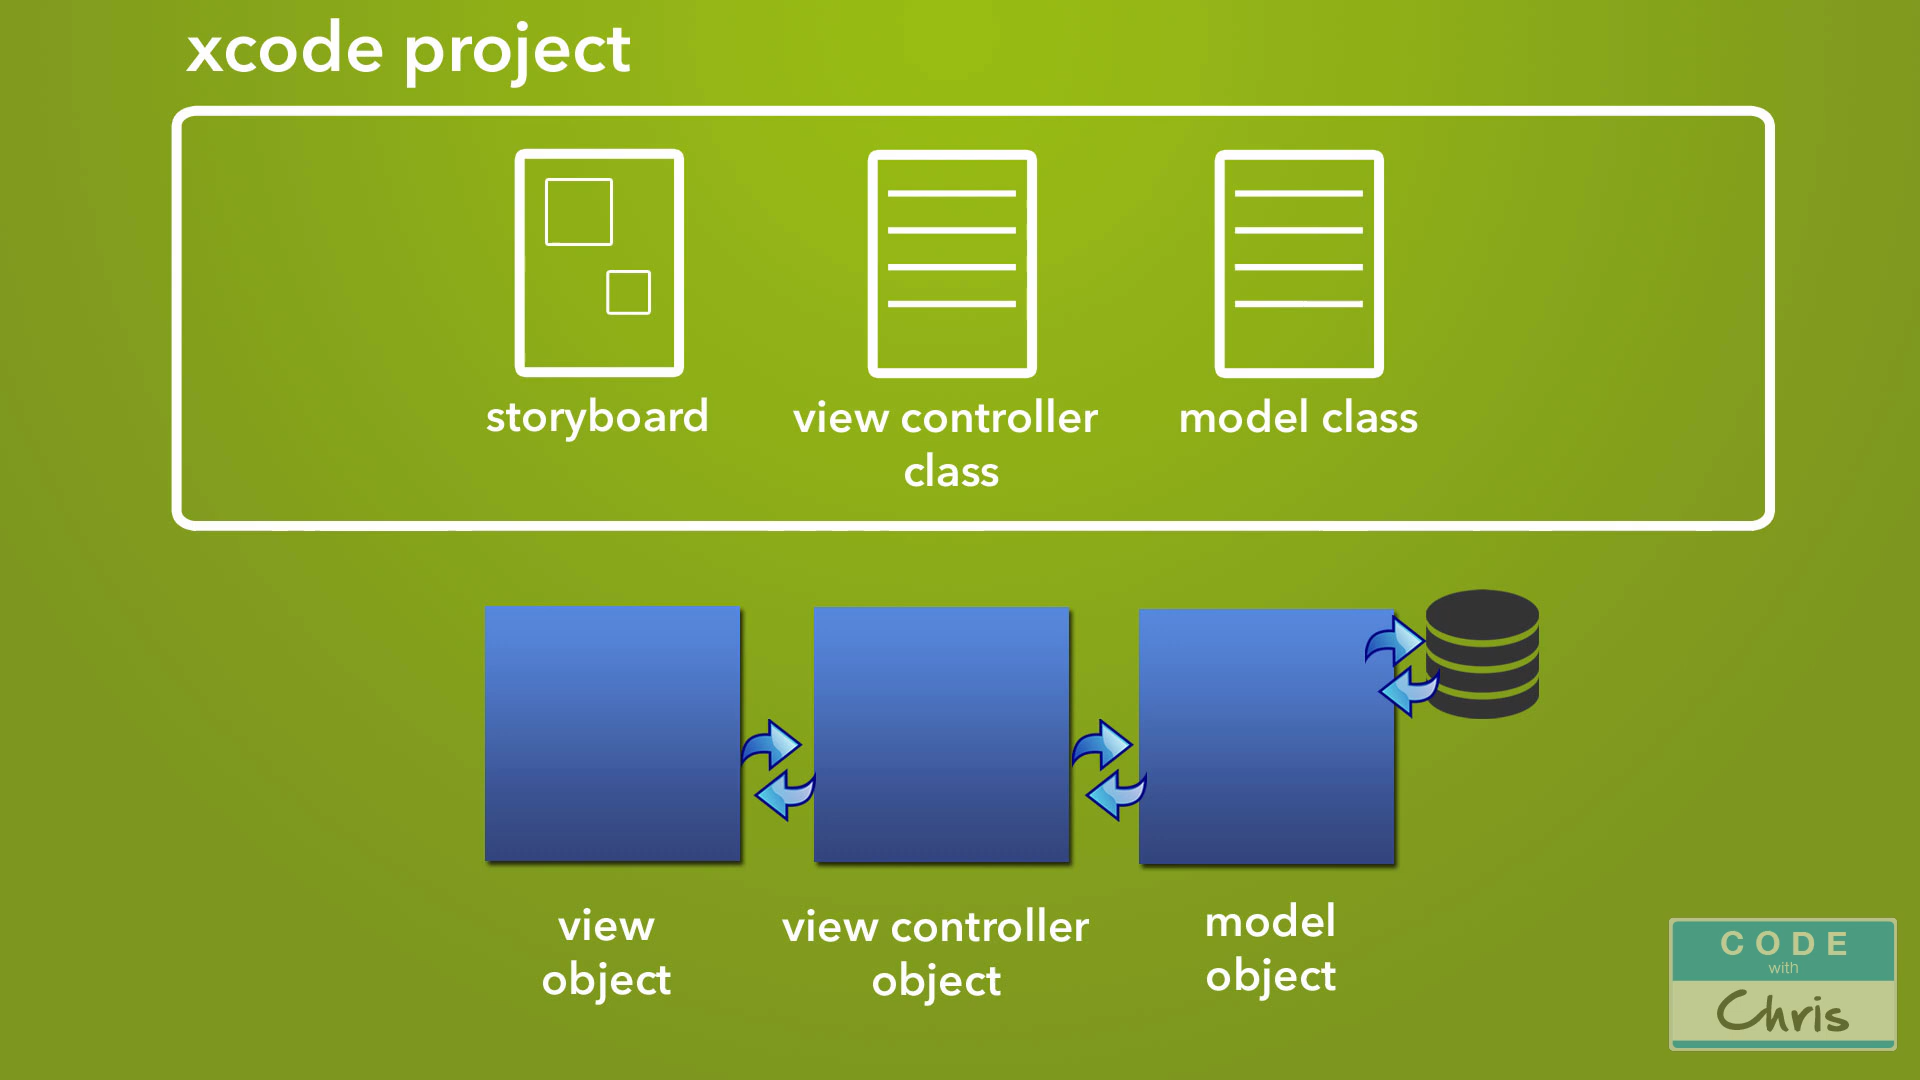 xcode project
storyboard
view controller
class
model class
view
object
view controller
object
model
object
CODE
with
Chris